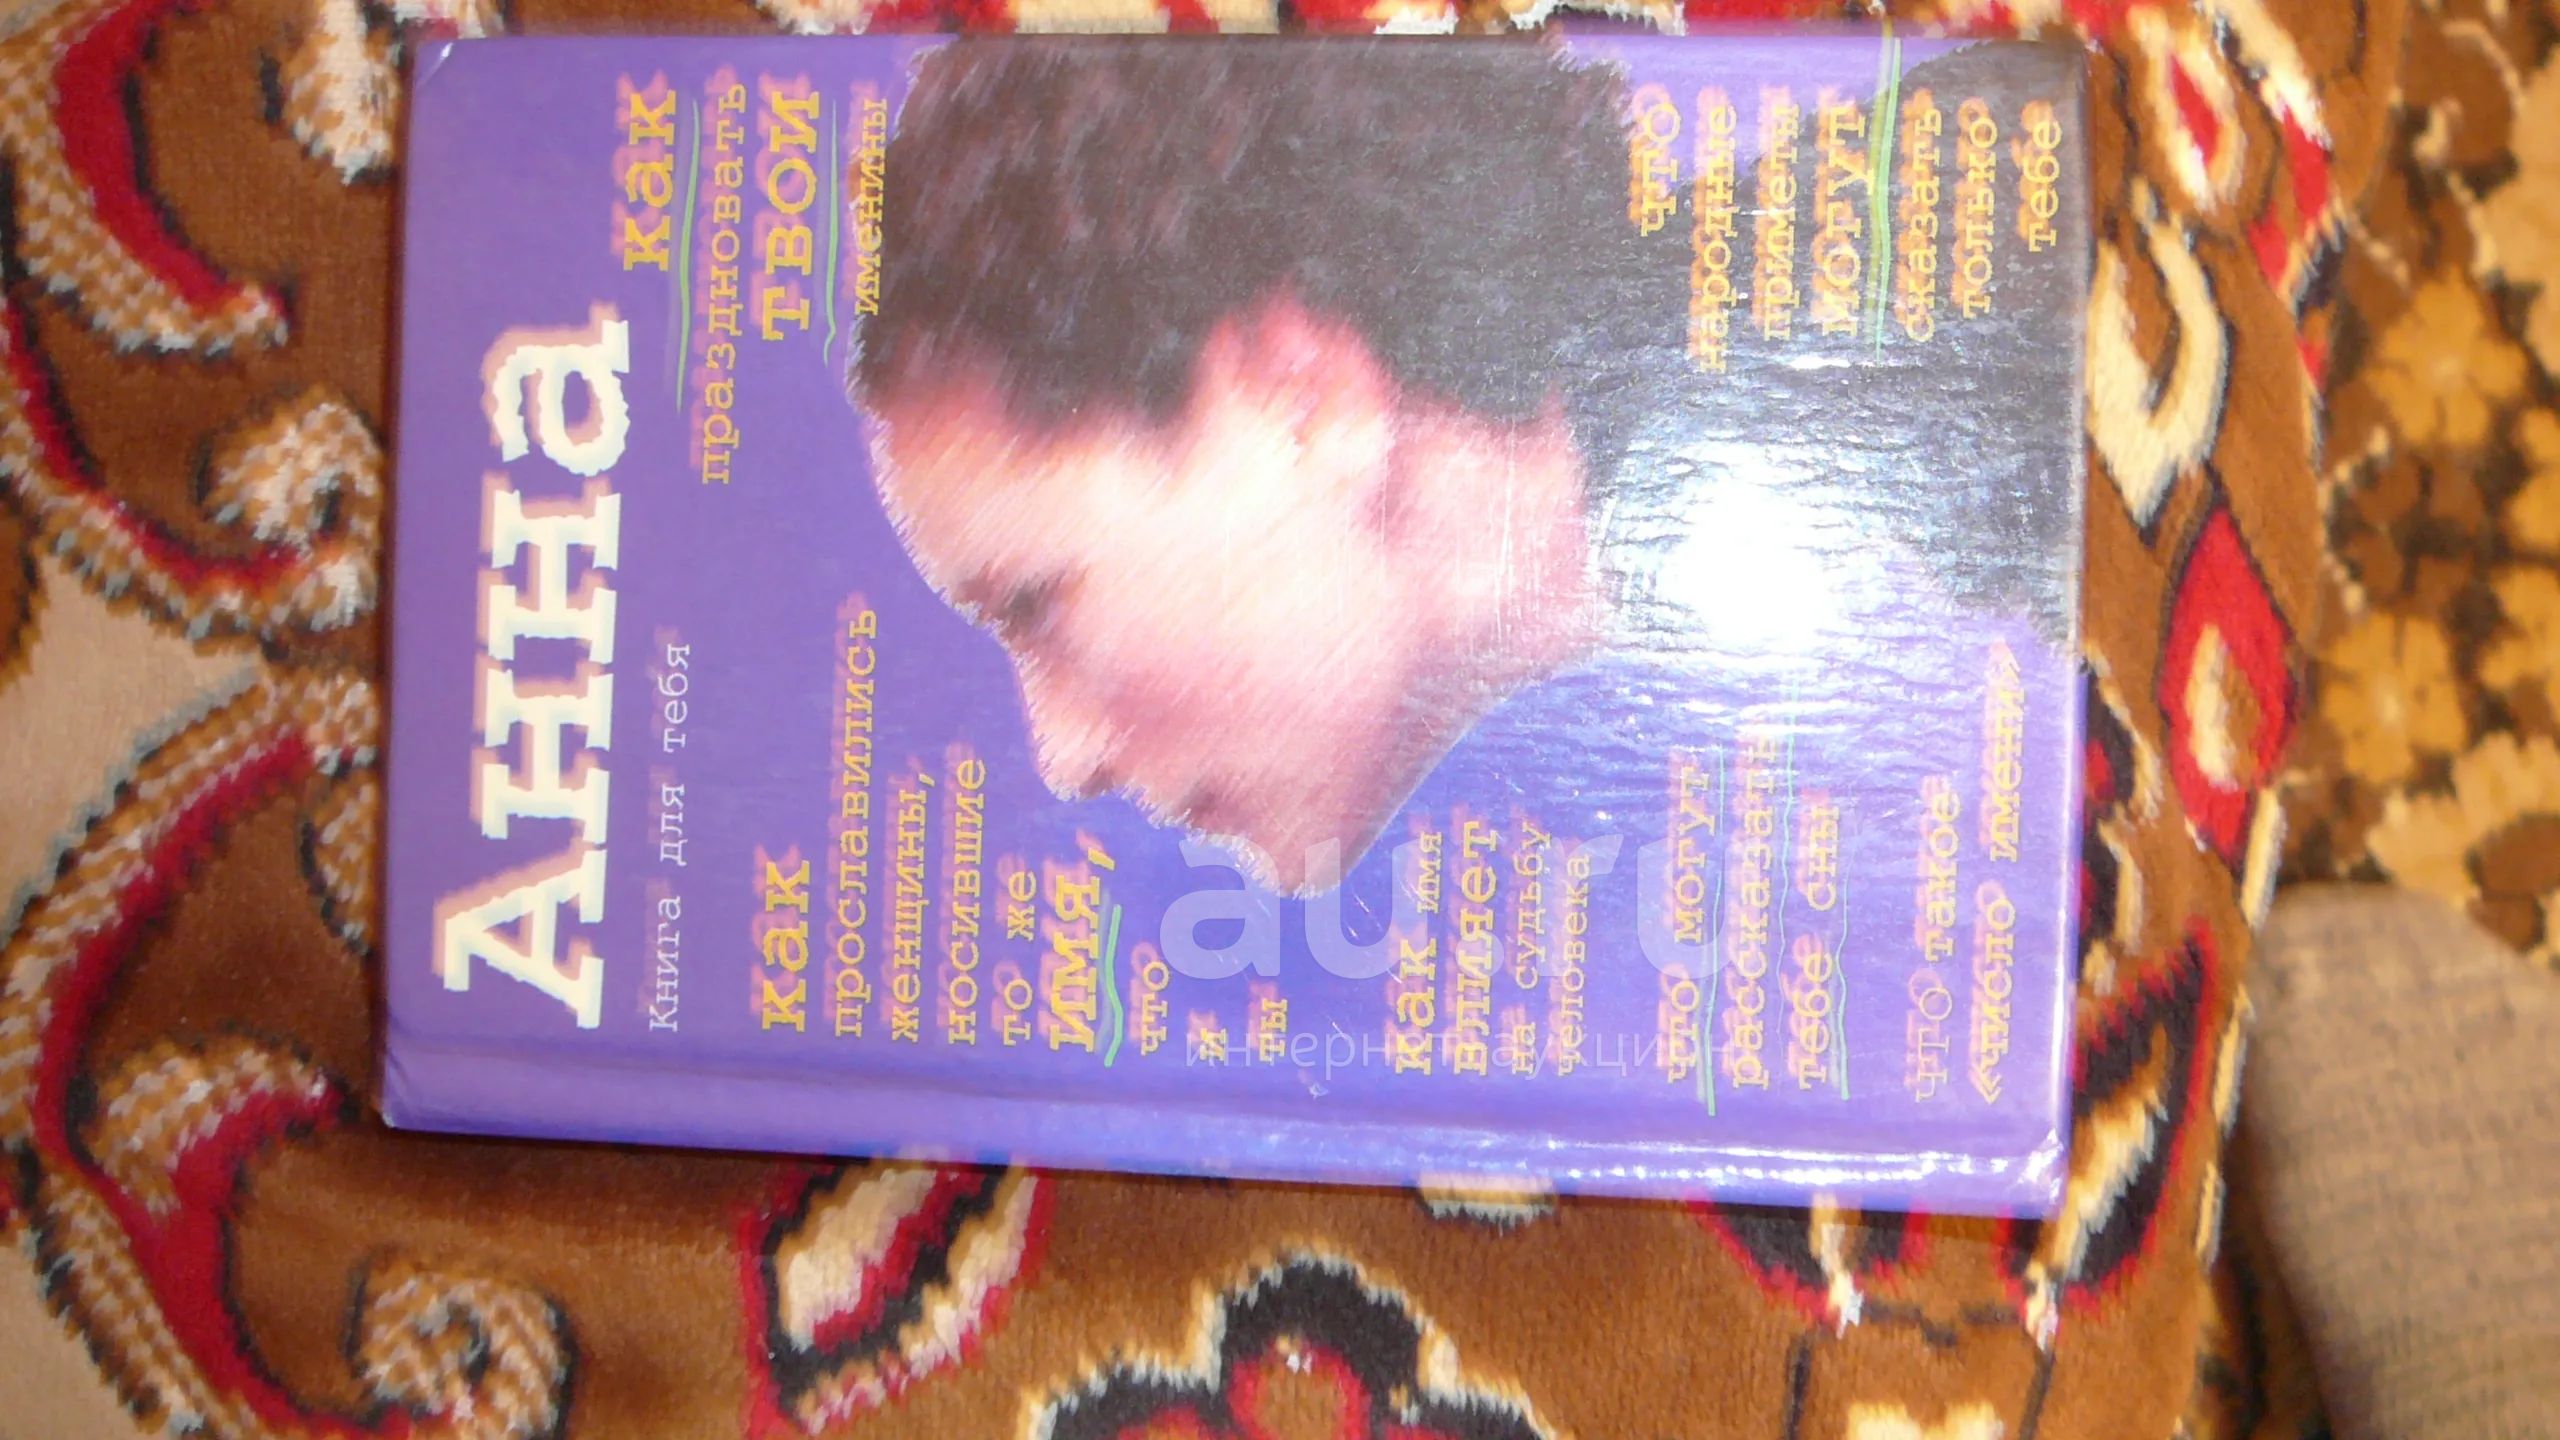 Анна
Книга для тебя
как
праздновать
твои
именины
как
прославились
женщины,
носившие
то же
имя,
что
и
ты
как имя
влияет
на судьбу
человека
что
народные
приметы
могут
сказать
только
тебе
что могут
рассказать
тебе сны
что такое
«число имени»
au.ru
интернет аукцион